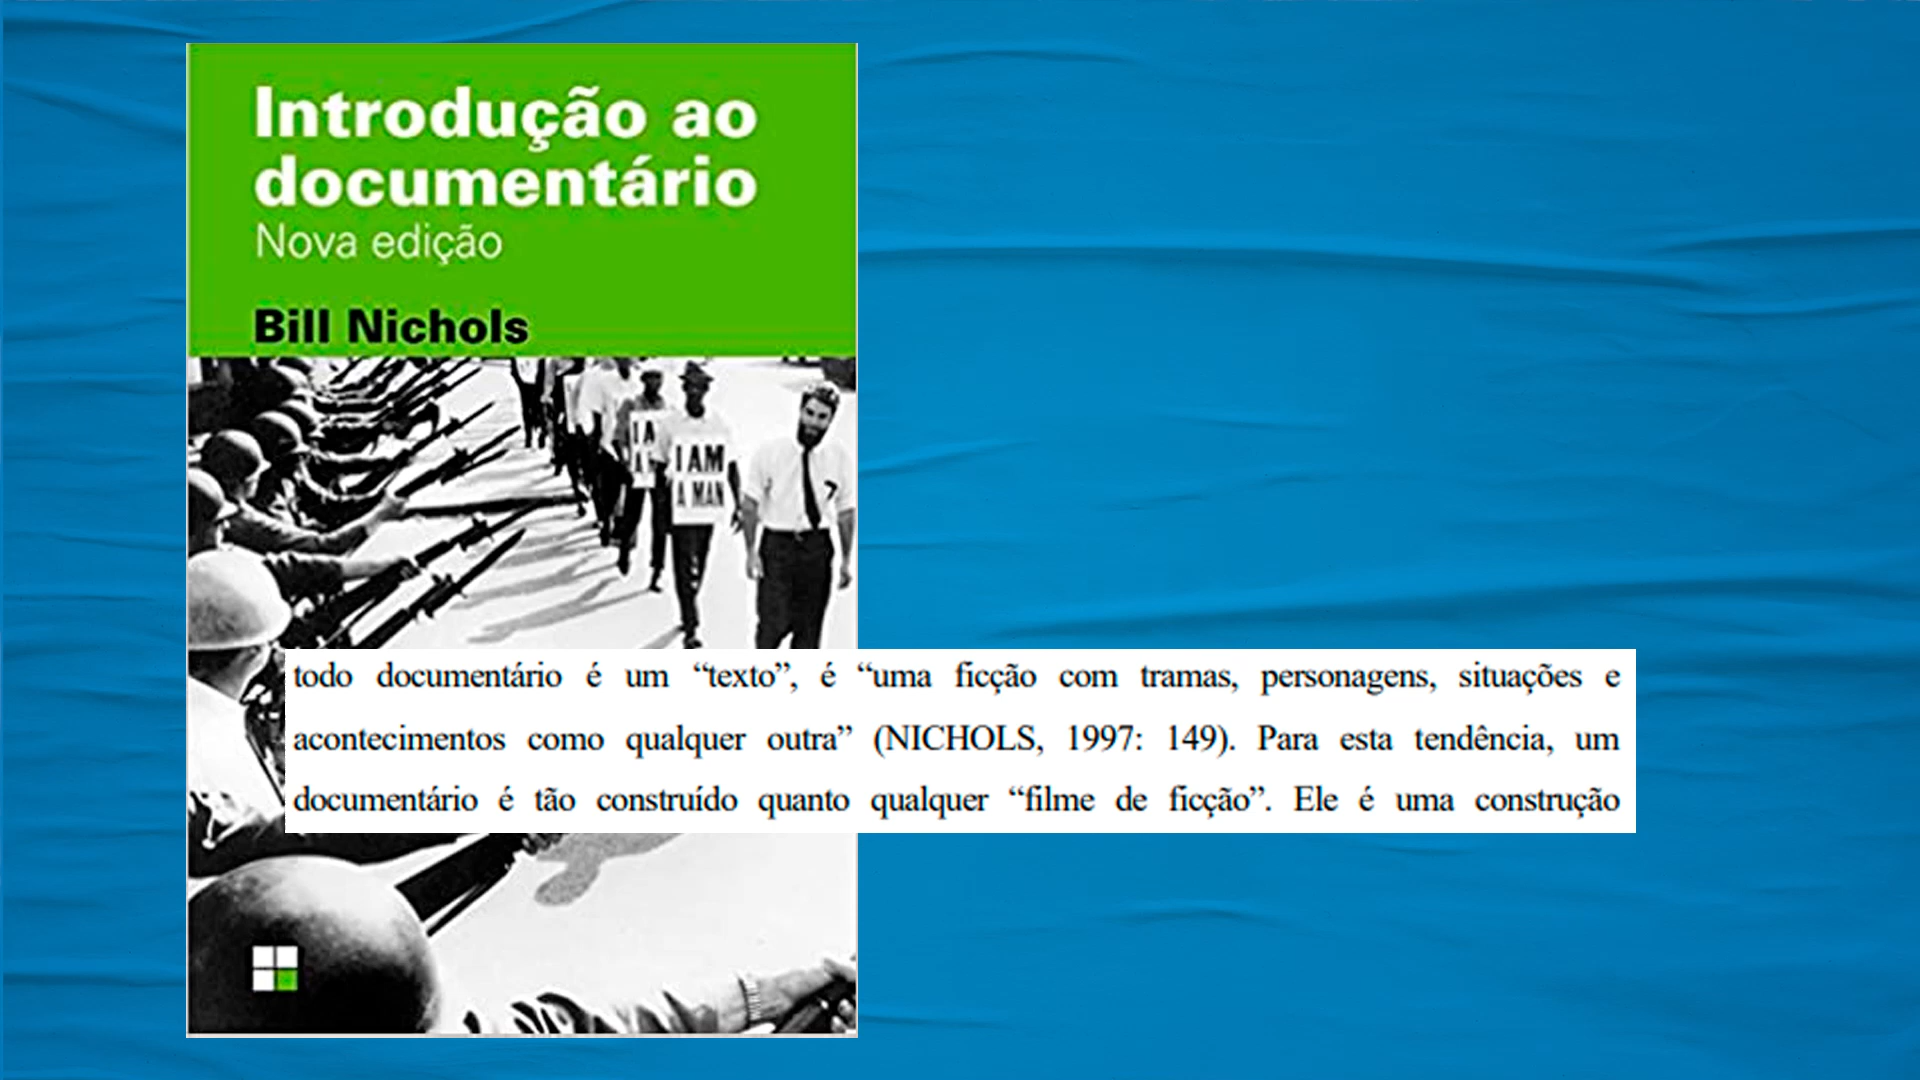 Introdução ao
documentário
Nova edição
Bill Nichols
I A
I AM
A MAN
todo documentário é um “texto”, é “uma ficção com tramas, personagens, situações e
acontecimentos como qualquer outra” (NICHOLS, 1997: 149). Para esta tendência, um
documentário é tão construído quanto qualquer “filme de ficção”. Ele é uma construção